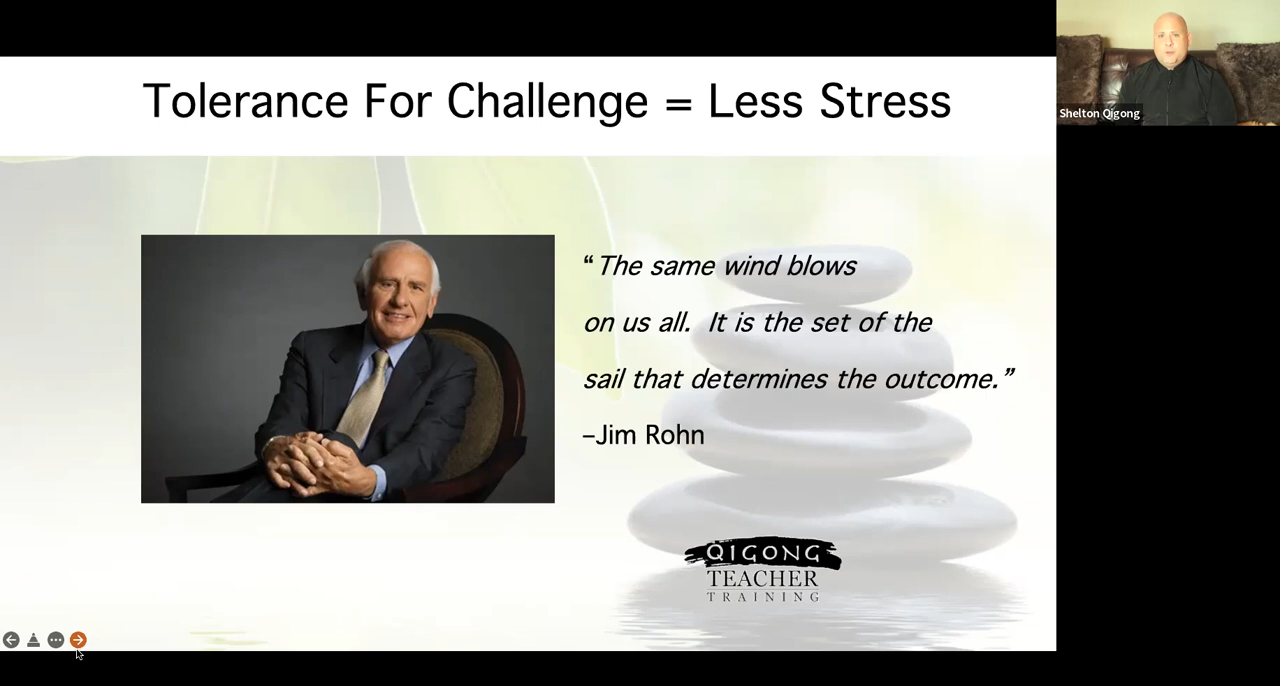 Tolerance For Challenge = Less Stress
Shelton Qigong
“ The same wind blows
on us all. It is the set of the
sail that determines the outcome.”
–Jim Rohn
QIGONG
TEACHER
TRAINING